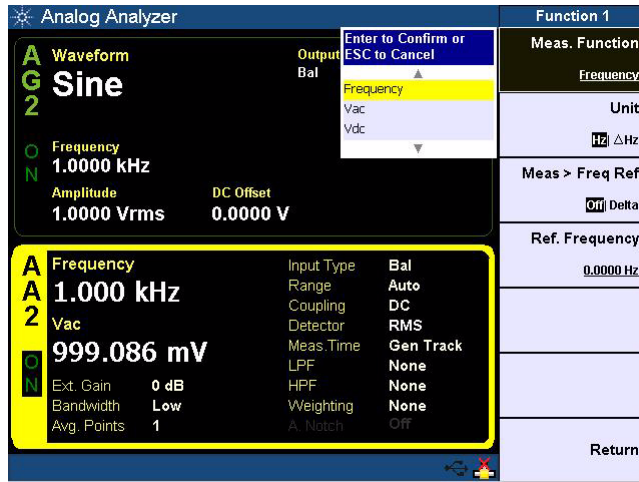 Analog Analyzer
AG2
ON
Waveform
Sine
Output
Bal
Enter to Confirm or
ESC to Cancel
Frequency
Vac
Vdc
Frequency
1.0000 kHz
Amplitude
1.0000 Vrms
DC Offset
0.0000 V
AA2
ON
Frequency
1.000 kHz
Vac
999.086 mV
Ext. Gain 0 dB
Bandwidth Low
Avg. Points 1
Input Type Bal
Range Auto
Coupling DC
Detector RMS
Meas.Time Gen Track
LPF None
HPF None
Weighting None
A. Notch Off
Function 1
Meas. Function
Frequency
Unit
Hz| △Hz
Meas > Freq Ref
Off| Delta
Ref. Frequency
0.0000 Hz
Return